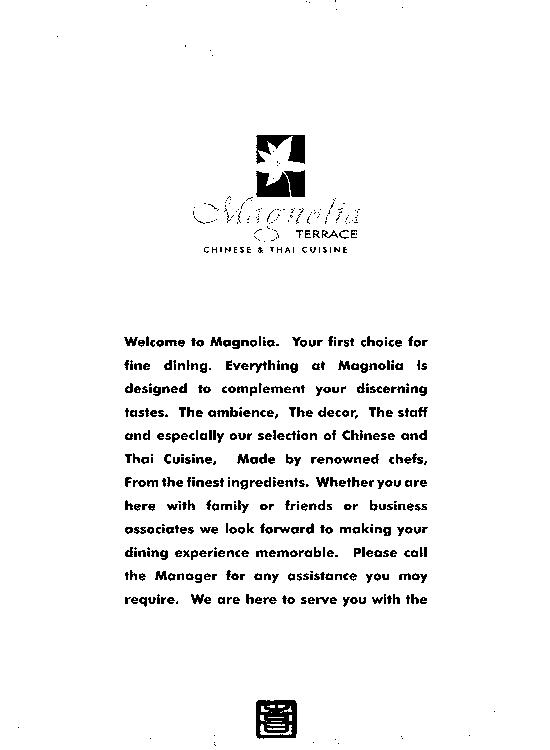 Magnolia
TERRACE
CHINESE & THAI CUISINE
Welcome to Magnolia. Your first choice for
fine dining. Everything at Magnolia is
designed to complement your discerning
tastes. The ambience, The decor, The staff
and especially our selection of Chinese and
Thai Cuisine, Made by renowned chefs,
From the finest ingredients. Whether you are
here with family or friends or business
associates we look forward to making your
dining experience memorable. Please call
the Manager for any assistance you may
require. We are here to serve you with the